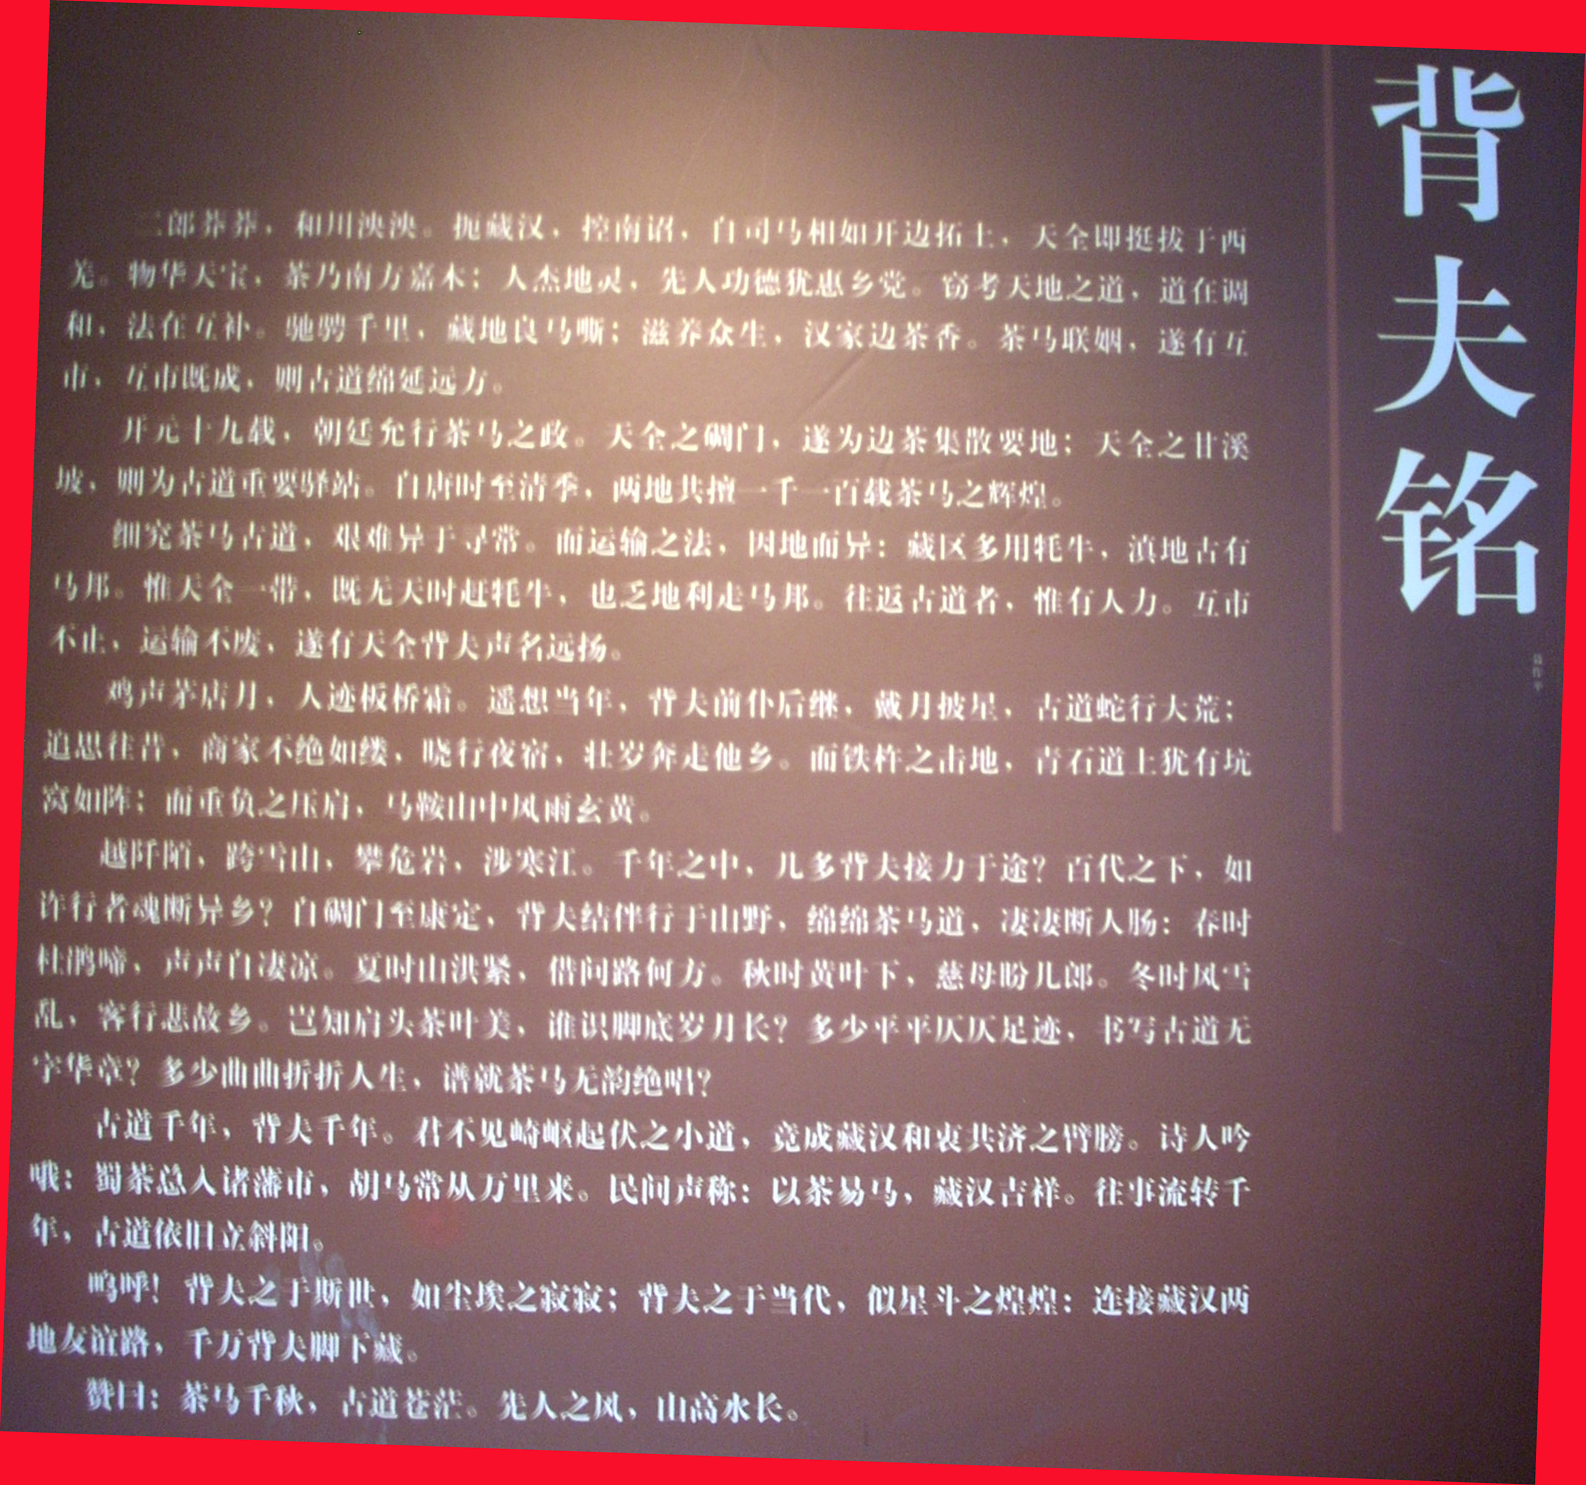 背夫铭
二郎莽莽，和川泱泱。扼藏汉，控南诏，自司马相如开边拓土，天全即挺拔于西
羌。物华天宝，茶乃南方嘉木；人杰地灵，先人功德犹惠乡党。窃考天地之道，道在调
和，法在互补。驰骋千里，藏地良马嘶；滋养众生，汉家边茶香。茶马联姻，遂有互
市，互市既成，则古道绵延远方。
开元十九载，朝廷允行茶马之政。天全之碉门，遂为边茶集散要地；天全之甘溪
坡，则为古道重要驿站。自唐时至清季，两地共擅一千一百载茶马之辉煌。
细究茶马古道，艰难异于寻常。而运输之法，因地而异：藏区多用牦牛，滇地古有
马邦。惟天全一带，既无天时赶牦牛，也乏地利走马邦。往返古道者，惟有人力。互市
不止，运输不废，遂有天全背夫声名远扬。
鸡声茅店月，人迹板桥霜。遥想当年，背夫前仆后继，戴月披星，古道蛇行大荒；
追思往昔，商家不绝如缕，晓行夜宿，壮岁奔走他乡。而铁杵之击地，青石道上犹有坑
窝如阵；而重负之压肩，马鞍山中风雨玄黄。
越阡陌，跨雪山，攀危岩，涉寒江。千年之中，几多背夫接力于途？百代之下，如
许行者魂断异乡？自碉门至康定，背夫结伴行于山野，绵绵茶马道，凄凄断人肠：春时
杜鹃啼，声声自凄凉。夏时山洪紧，借问路何方。秋时黄叶下，慈母盼儿郎。冬时风雪
乱，客行悲故乡。岂知肩头茶叶美，谁识脚底岁月长？多少平平仄仄足迹，书写古道无
字华章？多少曲曲折折人生，谱就茶马无韵绝唱？
古道千年，背夫千年。君不见崎岖起伏之小道，竟成藏汉和衷共济之臂膀。诗人吟
哦：蜀茶总入诸藩市，胡马常从万里来。民间声称：以茶易马，藏汉吉祥。往事流转千
年，古道依旧立斜阳。
呜呼！背夫之于斯世，如尘埃之寂寂；背夫之于当代，似星斗之煌煌：连接藏汉两
地友谊路，千万背夫脚下藏。
赞曰：茶马千秋，古道苍茫。先人之风，山高水长。